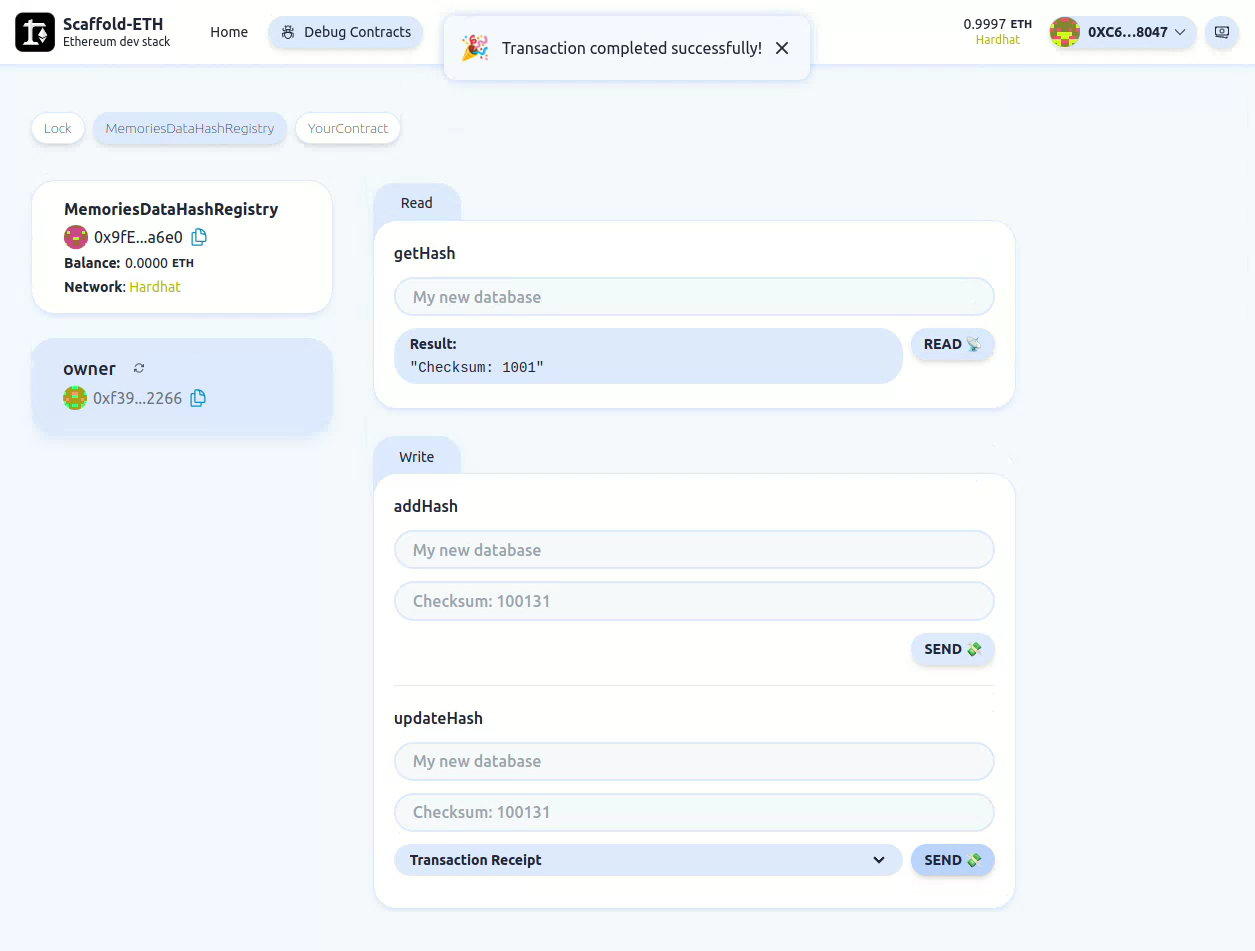 Scaffold-ETH
Ethereum dev stack
Home
Debug Contracts
Transaction completed successfully!
0.9997 ETH
Hardhat
0XC6...8047
Lock
MemoriesDataHashRegistry
YourContract
MemoriesDataHashRegistry
0x9fE...a6e0
Balance: 0.0000 ETH
Network: Hardhat
owner
0xf39...2266
Read
getHash
My new database
Result:
"Checksum: 1001"
READ
Write
addHash
My new database
Checksum: 100131
SEND
updateHash
My new database
Checksum: 100131
Transaction Receipt
SEND